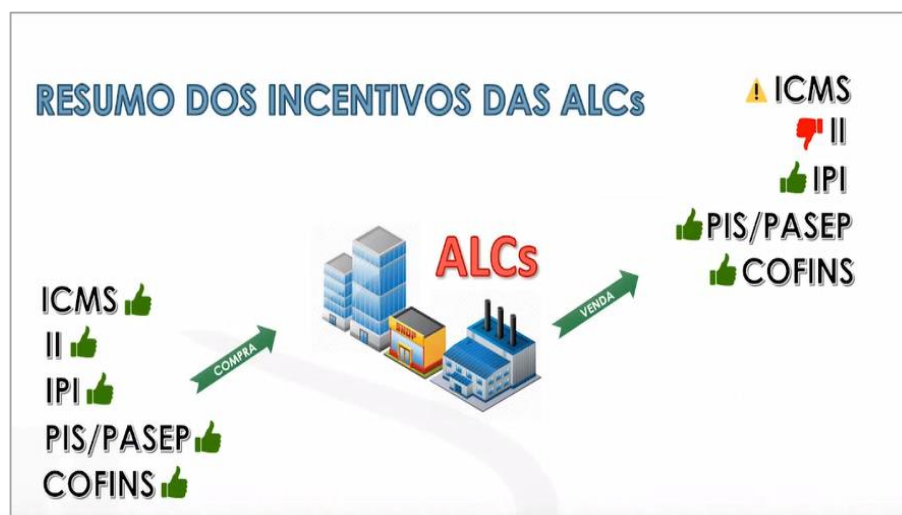 RESUMO DOS INCENTIVOS DAS ALCs
ICMS
II
IPI
PIS/PASEP
COFINS
COMPRA
SHOP
ALCs
VENDA
ICMS
II
IPI
PIS/PASEP
COFINS